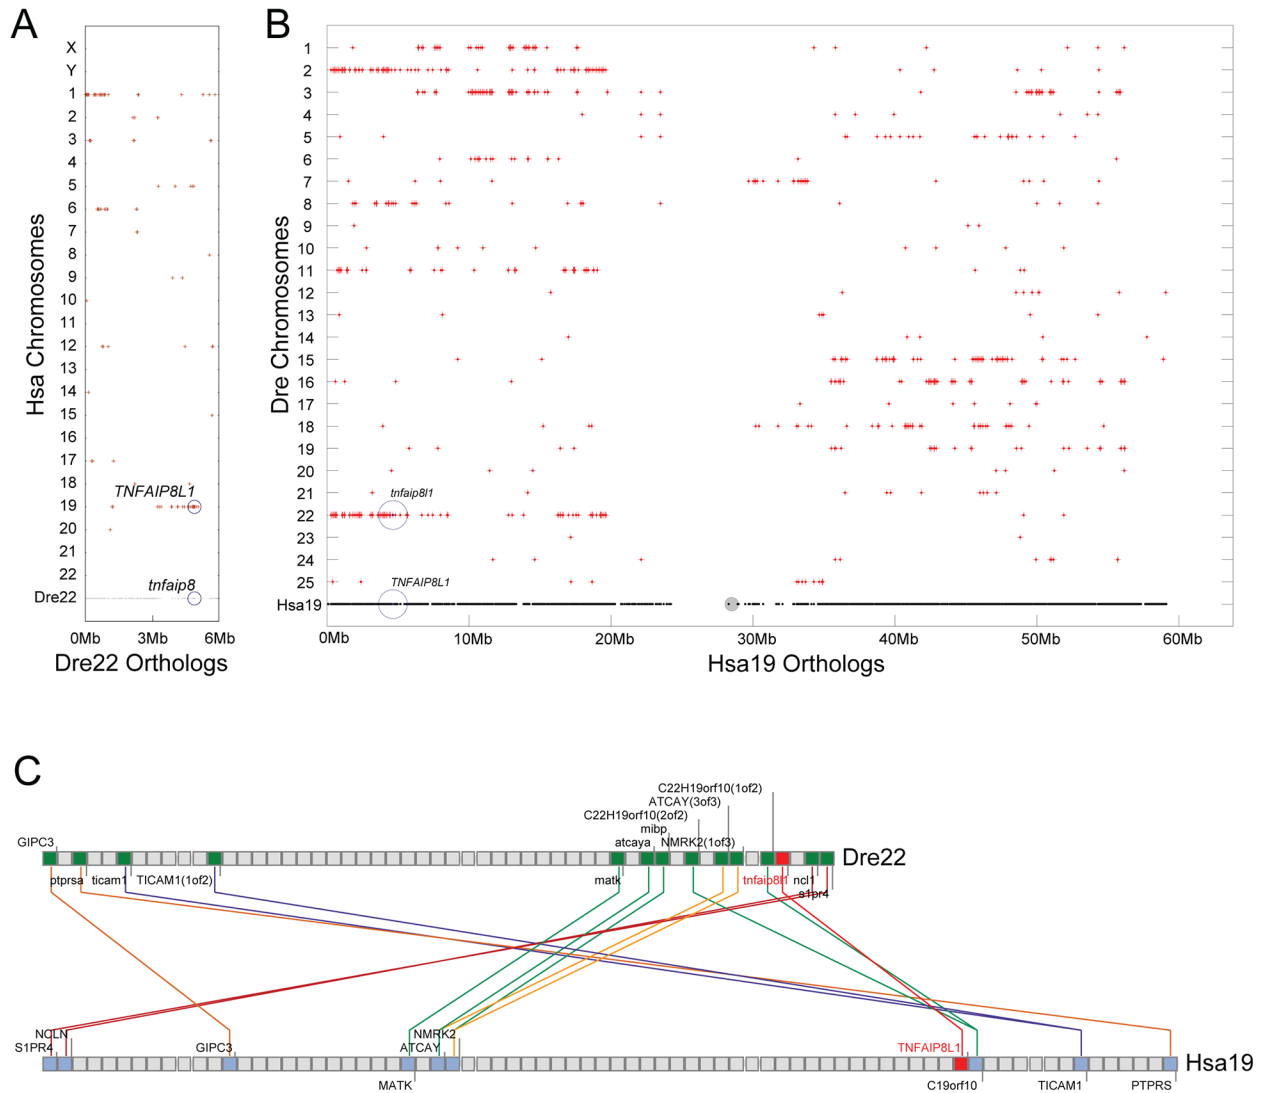 A
X
Y
1
2
3
4
5
6
7
8
9
10
11
12
13
14
15
16
17
18
19
20
21
22
Dre22
Hsa Chromosomes
TNFAIP8L1
tnfaip8
0Mb 3Mb 6Mb
Dre22 Orthologs
B
1
2
3
4
5
6
7
8
9
10
11
12
13
14
15
16
17
18
19
20
21
22
23
24
25
Hsa19
Dre Chromosomes
tnfaip8l1
TNFAIP8L1
0Mb 10Mb 20Mb 30Mb 40Mb 50Mb 60Mb
Hsa19 Orthologs
C
C22H19orf10(1of2)
ATCAY(3of3)
C22H19orf10(2of2)
mibp
GIPC3 atcaya NMRK2(1of3)
Dre22
ptprsa ticam1 TICAM1(1of2) matk tnfaip8l1 ncl1
s1pr4
NCLN NMRK2
S1PR4 GIPC3 ATCAY TNFAIP8L1
Hsa19
MATK C19orf10 TICAM1 PTPRS